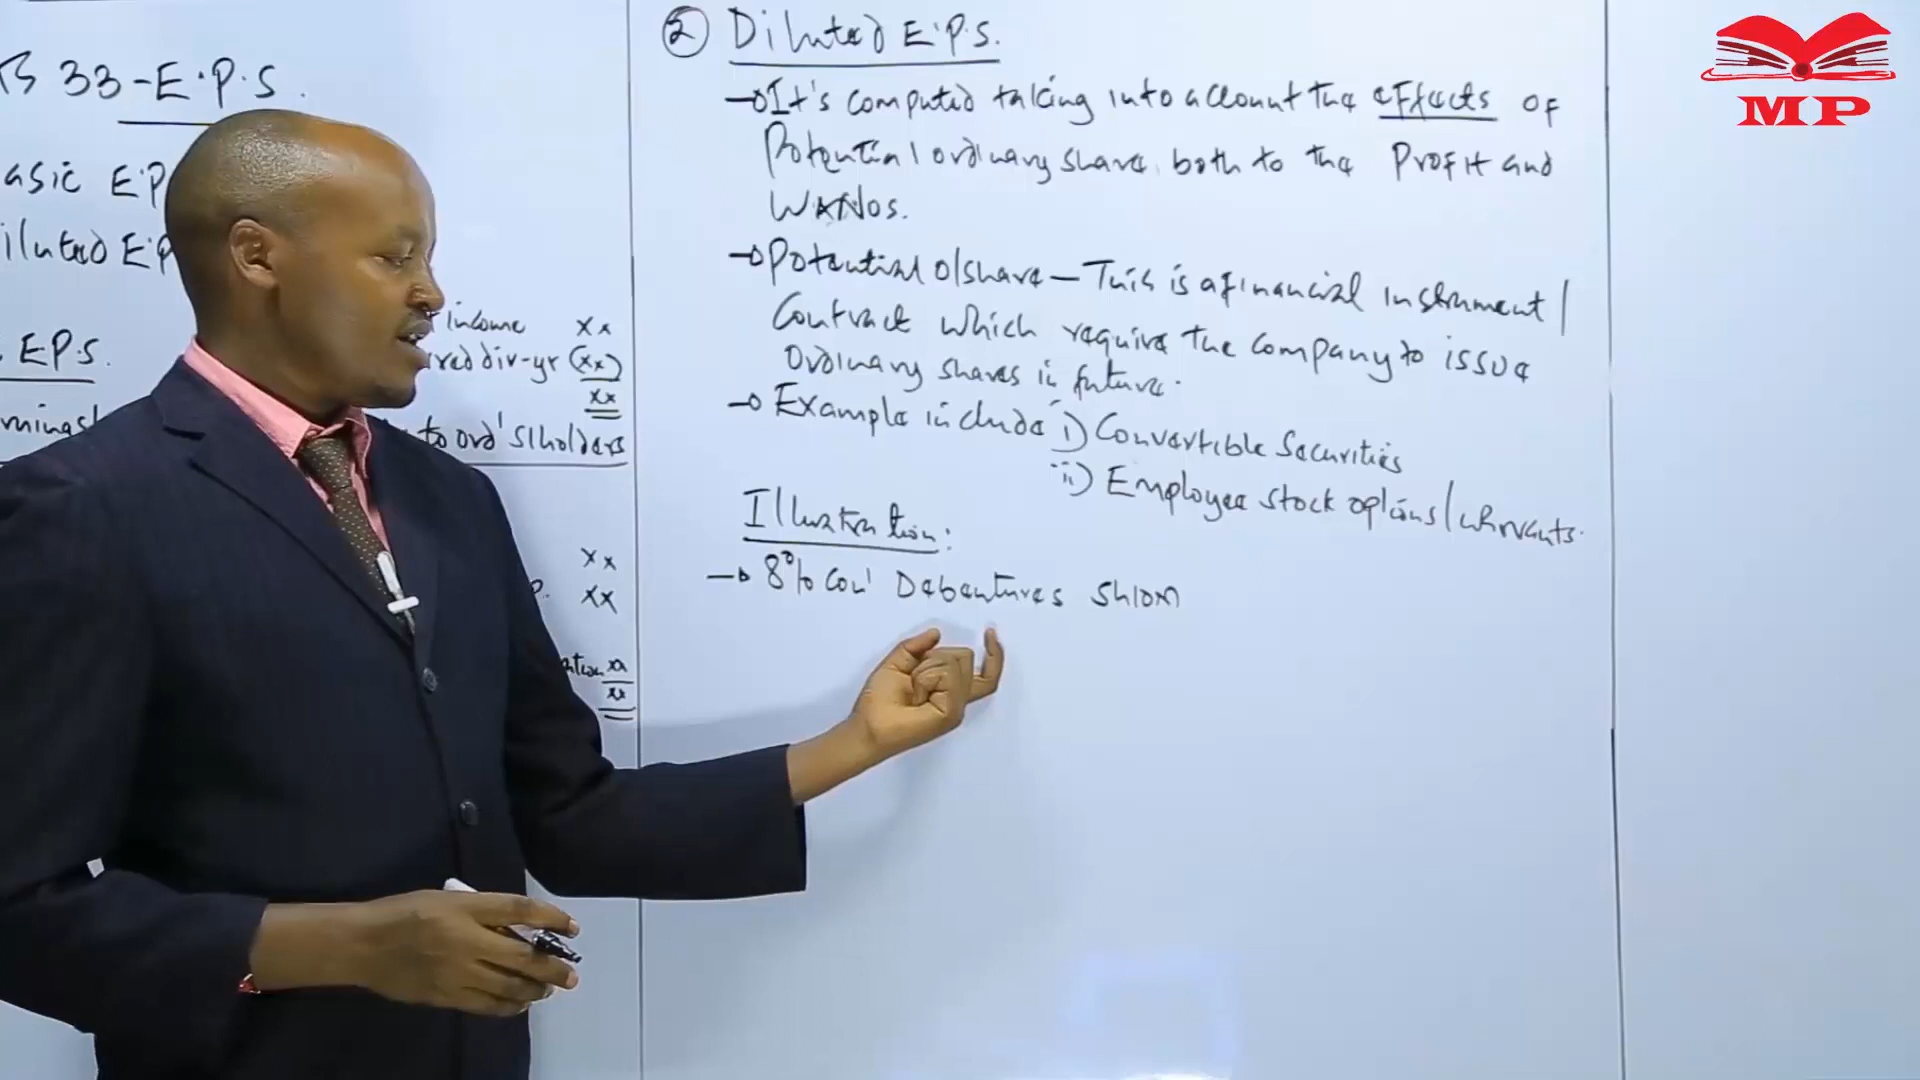 33-E.P.S.
asic E.P
iluted E.P
E.P.S.
income xx
red div-yr (xx)
xx
to ord' s/holders
xx
xx
xx
xx
② Diluted E.P.S.
It's computed taking into account the effects of
Potential ordinary share, both to the Profit and
WANOS.
Potential o/share - This is a financial instrument/
Contract which require the company to issue
Ordinary shares in future.
Example include i) Convertible Securities
ii) Employee stock options/warrants.
Illustration:
8% Con' Debentures Sh10M
MP